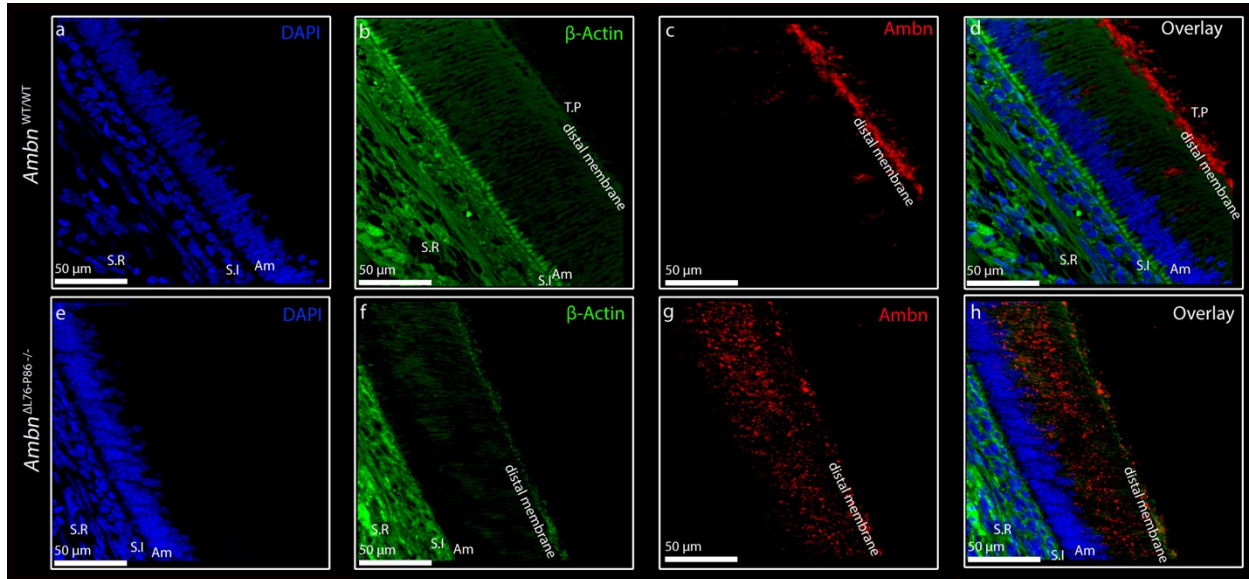 Ambn WT/WT
a
DAPI
S.R
S.I
Am
50 µm
b
β-Actin
T.P
distal membrane
S.R
Am
S.I
50 µm
c
Ambn
distal membrane
50 µm
d
Overlay
T.P
distal membrane
S.R
S.I
Am
50 µm
Ambn ΔL76-P86 -/-
e
DAPI
S.R
S.I
Am
50 µm
f
β-Actin
distal membrane
S.R
S.I
Am
50 µm
g
Ambn
distal membrane
50 µm
h
Overlay
distal membrane
S.R
Am
S.I
50 µm